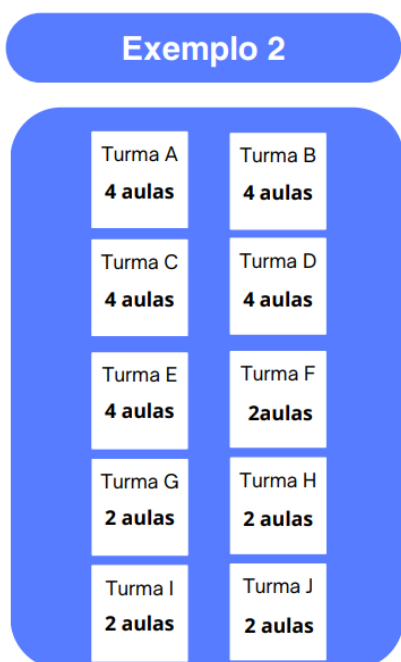 Exemplo 2
Turma A
4 aulas
Turma B
4 aulas
Turma C
4 aulas
Turma D
4 aulas
Turma E
4 aulas
Turma F
2aulas
Turma G
2 aulas
Turma H
2 aulas
Turma I
2 aulas
Turma J
2 aulas